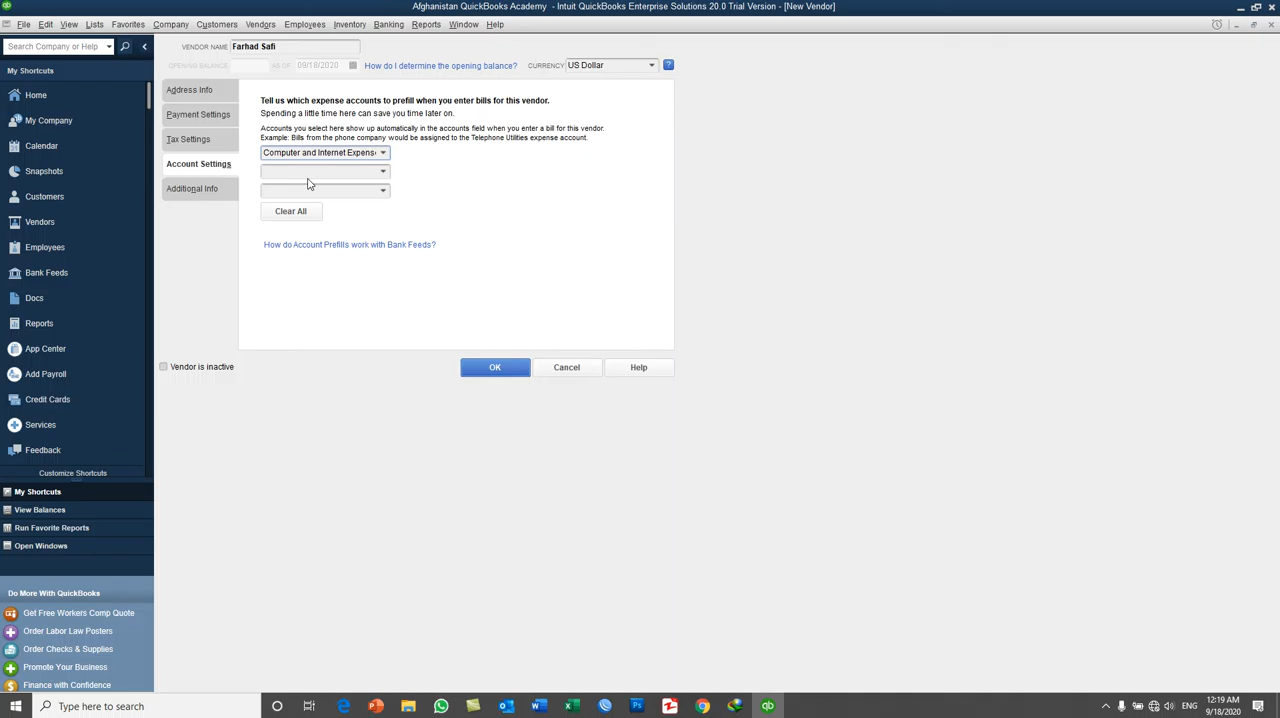 Afghanistan QuickBooks Academy - Intuit QuickBooks Enterprise Solutions 20.0 Trial Version - [New Vendor]
File Edit View Lists Favorites Company Customers Vendors Employees Inventory Banking Reports Window Help
Search Company or Help
My Shortcuts
Home
My Company
Calendar
Snapshots
Customers
Vendors
Employees
Bank Feeds
Docs
Reports
App Center
Add Payroll
Credit Cards
Services
Feedback
Customize Shortcuts
My Shortcuts
View Balances
Run Favorite Reports
Open Windows
Do More With QuickBooks
Get Free Workers Comp Quote
Order Labor Law Posters
Order Checks & Supplies
Promote Your Business
Finance with Confidence
VENDOR NAME Farhad Safi
OPENING BALANCE AS OF 09/18/2020 How do I determine the opening balance? CURRENCY US Dollar ?
Address Info
Payment Settings
Tax Settings
Account Settings
Additional Info
Tell us which expense accounts to prefill when you enter bills for this vendor.
Spending a little time here can save you time later on.
Accounts you select here show up automatically in the accounts field when you enter a bill for this vendor.
Example: Bills from the phone company would be assigned to the Telephone Utilities expense account.
Computer and Internet Expens
Clear All
How do Account Prefills work with Bank Feeds?
Vendor is inactive
OK Cancel Help
Type here to search
ENG
12:19 AM
9/18/2020